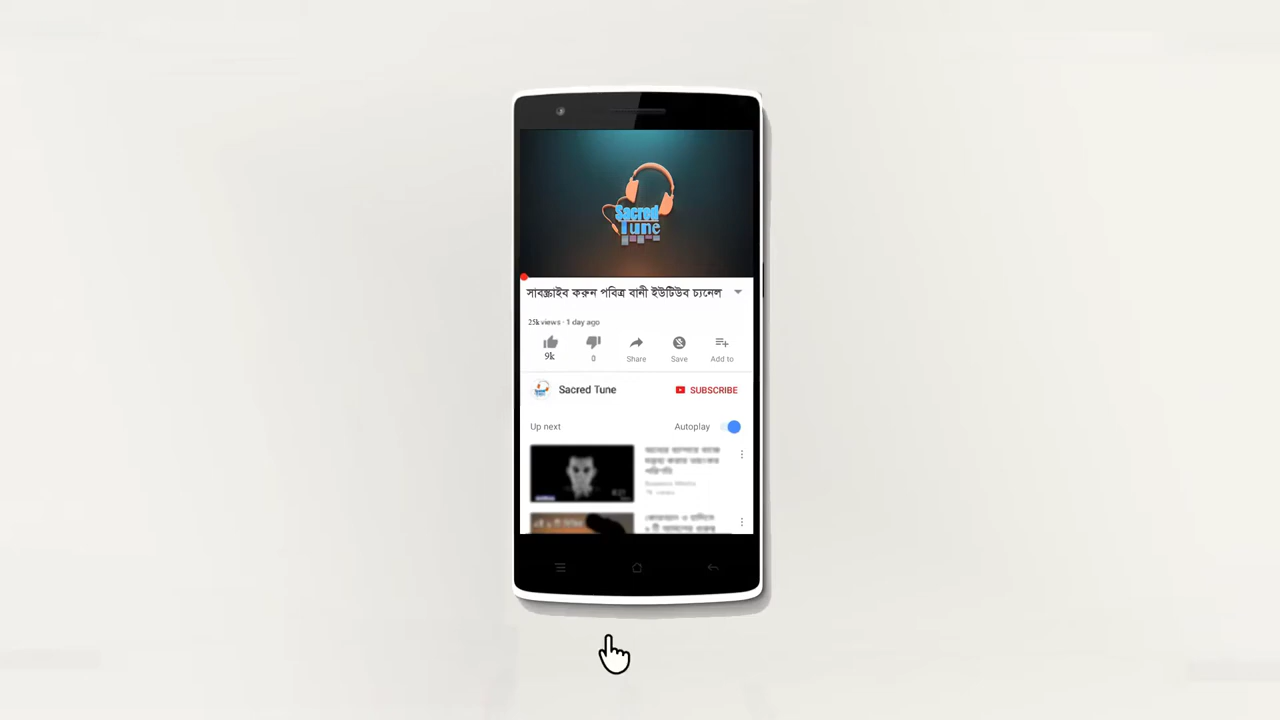 Sacred
Tune
সাবস্ক্রাইব করুন পবিত্র বানী ইউটিউব চ্যনেল
25k views · 1 day ago
9k
0
Share
Save
Add to
Sacred Tune
SUBSCRIBE
Up next
Autoplay